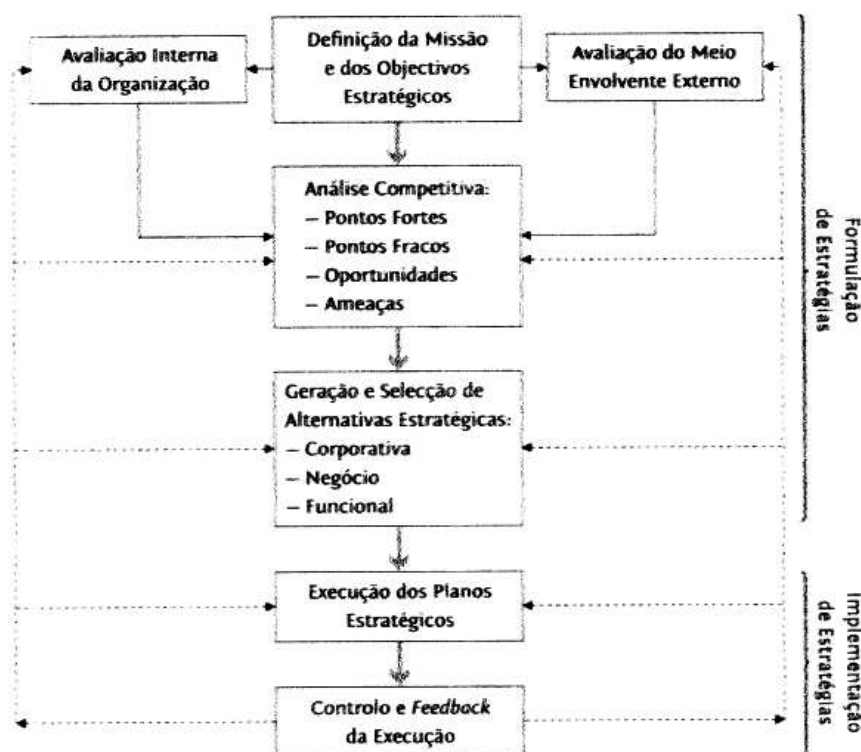 Definição da Missão
e dos Objectivos
Estratégicos
Avaliação Interna
da Organização
Avaliação do Meio
Envolvente Externo
Análise Competitiva:
– Pontos Fortes
– Pontos Fracos
– Oportunidades
– Ameaças
Geração e Selecção de
Alternativas Estratégicas:
– Corporativa
– Negócio
– Funcional
Execução dos Planos
Estratégicos
Controlo e Feedback
da Execução
Formulação
de Estratégias
Implementação
de Estratégias